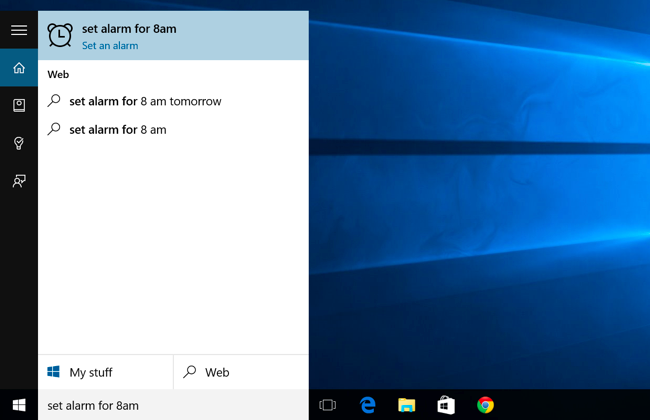 set alarm for 8am
Set an alarm
Web
set alarm for 8 am tomorrow
set alarm for 8 am
My stuff
Web
set alarm for 8am